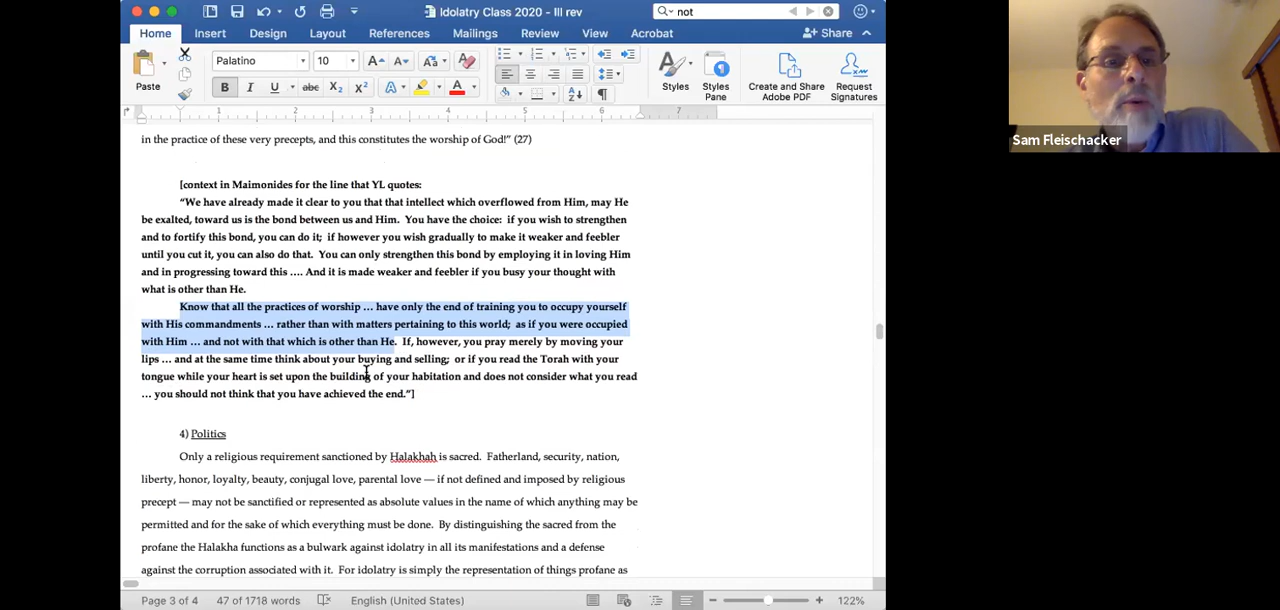 Idolatry Class 2020 - III rev
not
Home Insert Design Layout References Mailings Review View Acrobat
Share
Paste
Palatino 10
Styles
Styles Pane
Create and Share Adobe PDF
Request Signatures
1 2 3 4 5 6 7
in the practice of these very precepts, and this constitutes the worship of God!” (27)
[context in Maimonides for the line that YL quotes:
“We have already made it clear to you that that intellect which overflowed from Him, may He
be exalted, toward us is the bond between us and Him. You have the choice: if you wish to strengthen
and to fortify this bond, you can do it; if however you wish gradually to make it weaker and feebler
until you cut it, you can also do that. You can only strengthen this bond by employing it in loving Him
and in progressing toward this …. And it is made weaker and feebler if you busy your thought with
what is other than He.
Know that all the practices of worship … have only the end of training you to occupy yourself
with His commandments … rather than with matters pertaining to this world; as if you were occupied
with Him … and not with that which is other than He. If, however, you pray merely by moving your
lips … and at the same time think about your buying and selling; or if you read the Torah with your
tongue while your heart is set upon the building of your habitation and does not consider what you read
… you should not think that you have achieved the end.”]
4) Politics
Only a religious requirement sanctioned by Halakhah is sacred. Fatherland, security, nation,
liberty, honor, loyalty, beauty, conjugal love, parental love — if not defined and imposed by religious
precept — may not be sanctified or represented as absolute values in the name of which anything may be
permitted and for the sake of which everything must be done. By distinguishing the sacred from the
profane the Halakha functions as a bulwark against idolatry in all its manifestations and a defense
against the corruption associated with it. For idolatry is simply the representation of things profane as
Page 3 of 4 47 of 1718 words English (United States) 122%
Sam Fleischacker